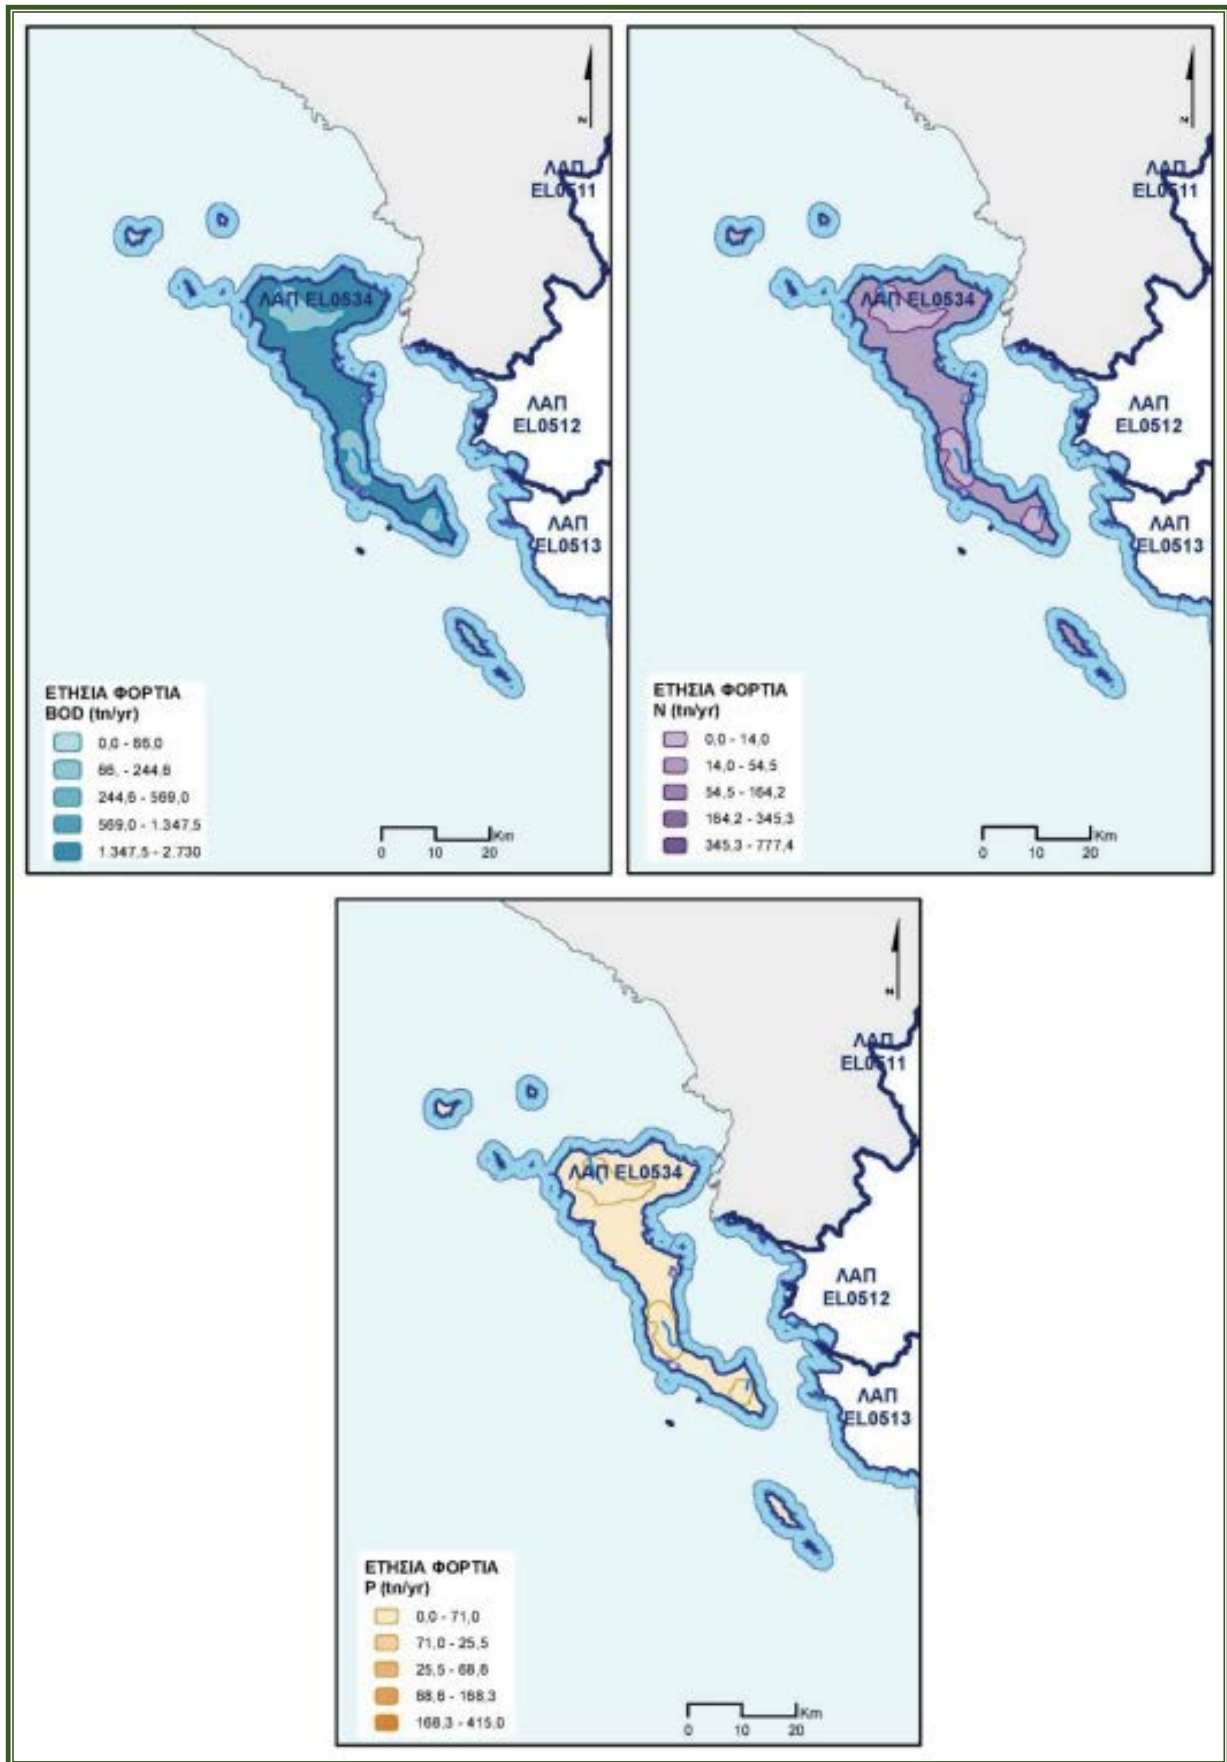 N
ΛΑΠ
EL0511
ΛΑΠ EL0534
ΛΑΠ
EL0512
ΛΑΠ
EL0513
ΕΤΗΣΙΑ ΦΟΡΤΙΑ
BOD (tn/yr)
0,0 - 66,0
66, - 244,6
244,6 - 569,0
569,0 - 1.347,5
1.347,5 - 2.730
Km
0 10 20
N
ΛΑΠ
EL0511
ΛΑΠ EL0534
ΛΑΠ
EL0512
ΛΑΠ
EL0513
ΕΤΗΣΙΑ ΦΟΡΤΙΑ
N (tn/yr)
0,0 - 14,0
14,0 - 54,5
54,5 - 164,2
164,2 - 345,3
345,3 - 777,4
Km
0 10 20
N
ΛΑΠ
EL0511
ΛΑΠ EL0534
ΛΑΠ
EL0512
ΛΑΠ
EL0513
ΕΤΗΣΙΑ ΦΟΡΤΙΑ
P (tn/yr)
0,0 - 71,0
71,0 - 25,5
25,5 - 68,6
68,6 - 168,3
168,3 - 415,0
Km
0 10 20